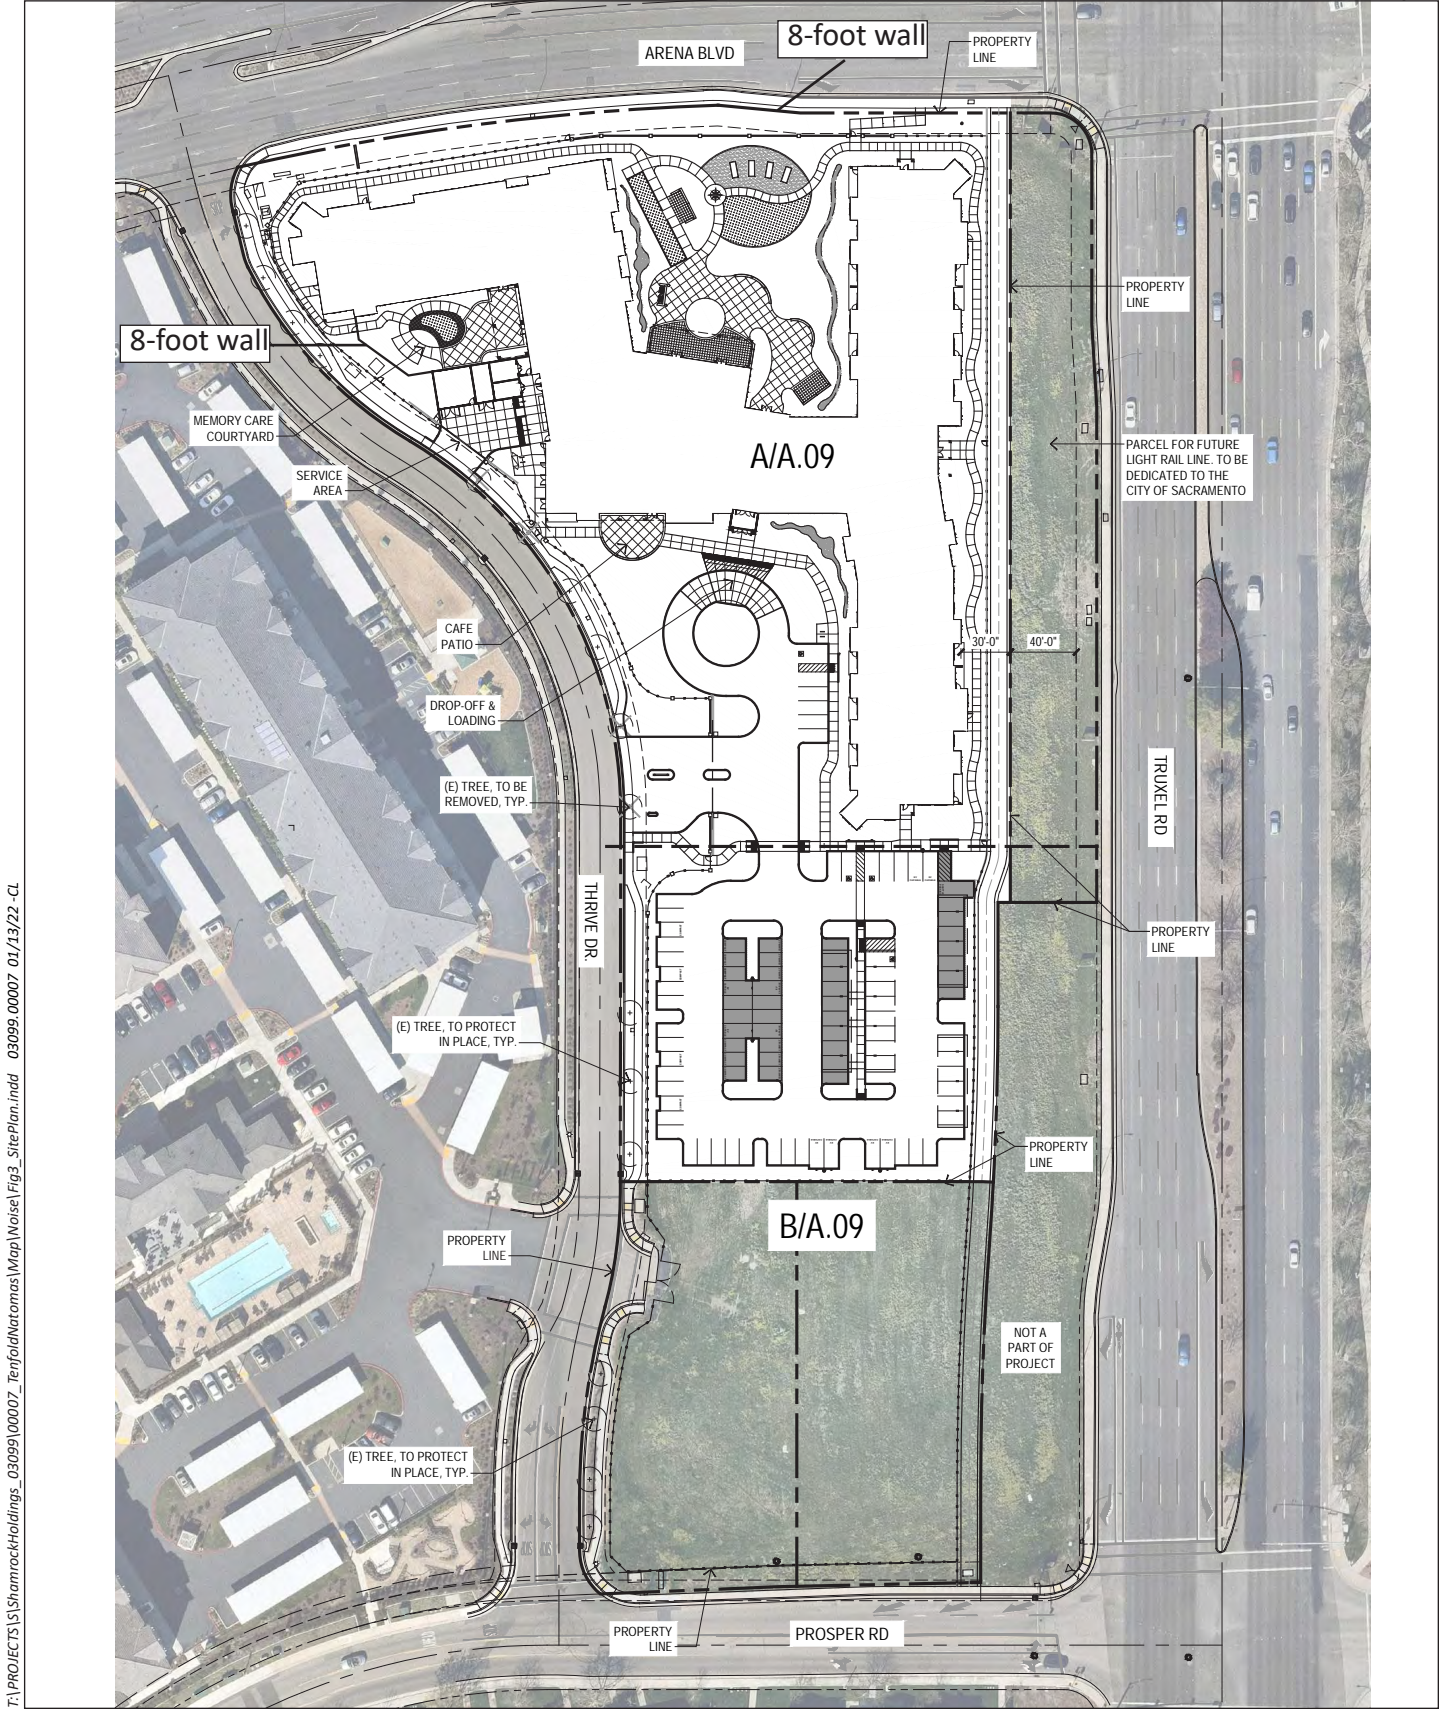 8-foot wall
ARENA BLVD
PROPERTY
LINE
PROPERTY
LINE
8-foot wall
MEMORY CARE
COURTYARD
SERVICE
AREA
A/A.09
PARCEL FOR FUTURE
LIGHT RAIL LINE. TO BE
DEDICATED TO THE
CITY OF SACRAMENTO
CAFE
PATIO
30'-0"
40'-0"
DROP-OFF &
LOADING
(E) TREE, TO BE
REMOVED, TYP.
TRUXEL RD
THRIVE DR.
PROPERTY
LINE
(E) TREE, TO PROTECT
IN PLACE, TYP.
PROPERTY
LINE
B/A.09
PROPERTY
LINE
NOT A
PART OF
PROJECT
(E) TREE, TO PROTECT
IN PLACE, TYP.
PROPERTY
LINE
PROSPER RD
T:\PROJECTS\S\ShamrockHoldings_03099\00007_TenfoldNatomas\Map\Noise\Fig3_SitePlan.indd 03099.00007 01/13/22 -CL